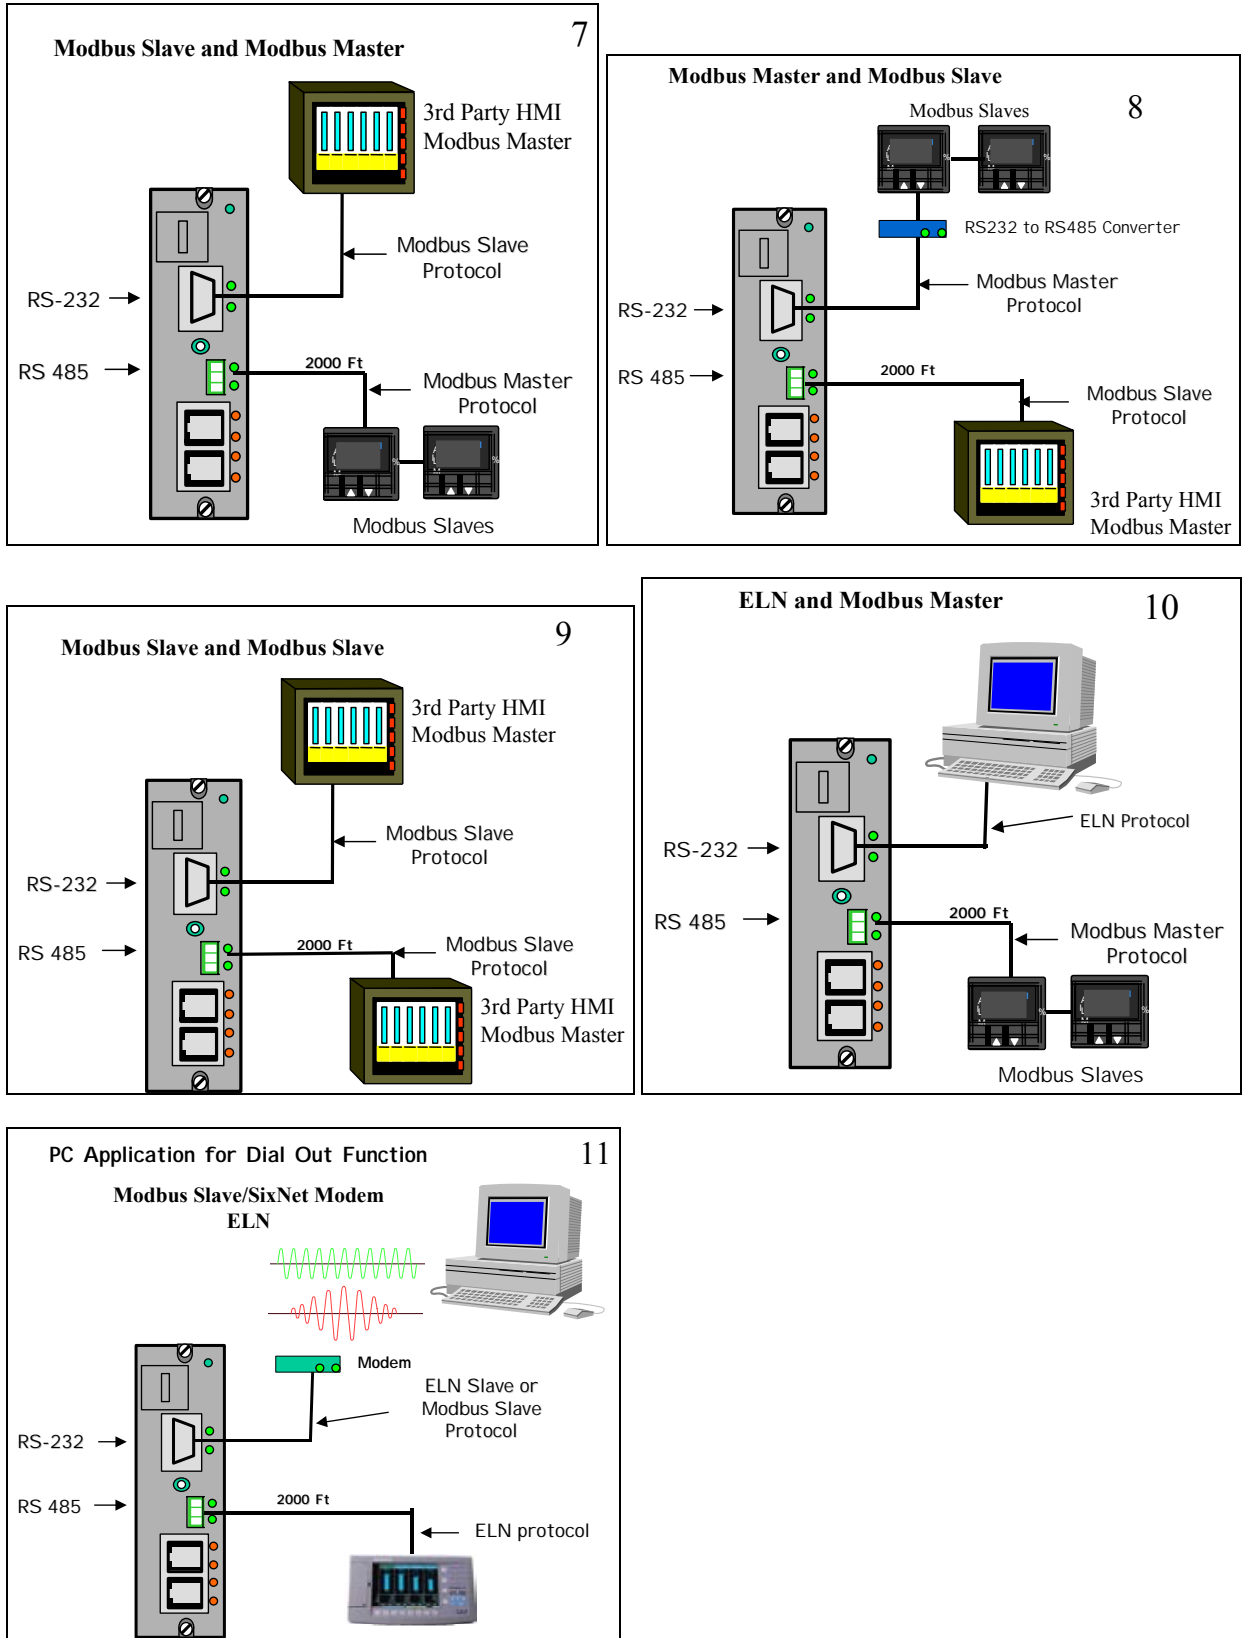 7
Modbus Slave and Modbus Master
3rd Party HMI
Modbus Master
Modbus Slave
Protocol
RS-232
RS 485
2000 Ft
Modbus Master
Protocol
%
%
Modbus Slaves
Modbus Master and Modbus Slave
8
Modbus Slaves
%
%
RS232 to RS485 Converter
Modbus Master
Protocol
RS-232
RS 485
2000 Ft
Modbus Slave
Protocol
3rd Party HMI
Modbus Master
9
Modbus Slave and Modbus Slave
3rd Party HMI
Modbus Master
Modbus Slave
Protocol
RS-232
RS 485
2000 Ft
Modbus Slave
Protocol
3rd Party HMI
Modbus Master
ELN and Modbus Master
10
ELN Protocol
RS-232
RS 485
2000 Ft
Modbus Master
Protocol
%
%
Modbus Slaves
PC Application for Dial Out Function
11
Modbus Slave/SixNet Modem
ELN
Modem
ELN Slave or
Modbus Slave
Protocol
RS-232
RS 485
2000 Ft
ELN protocol